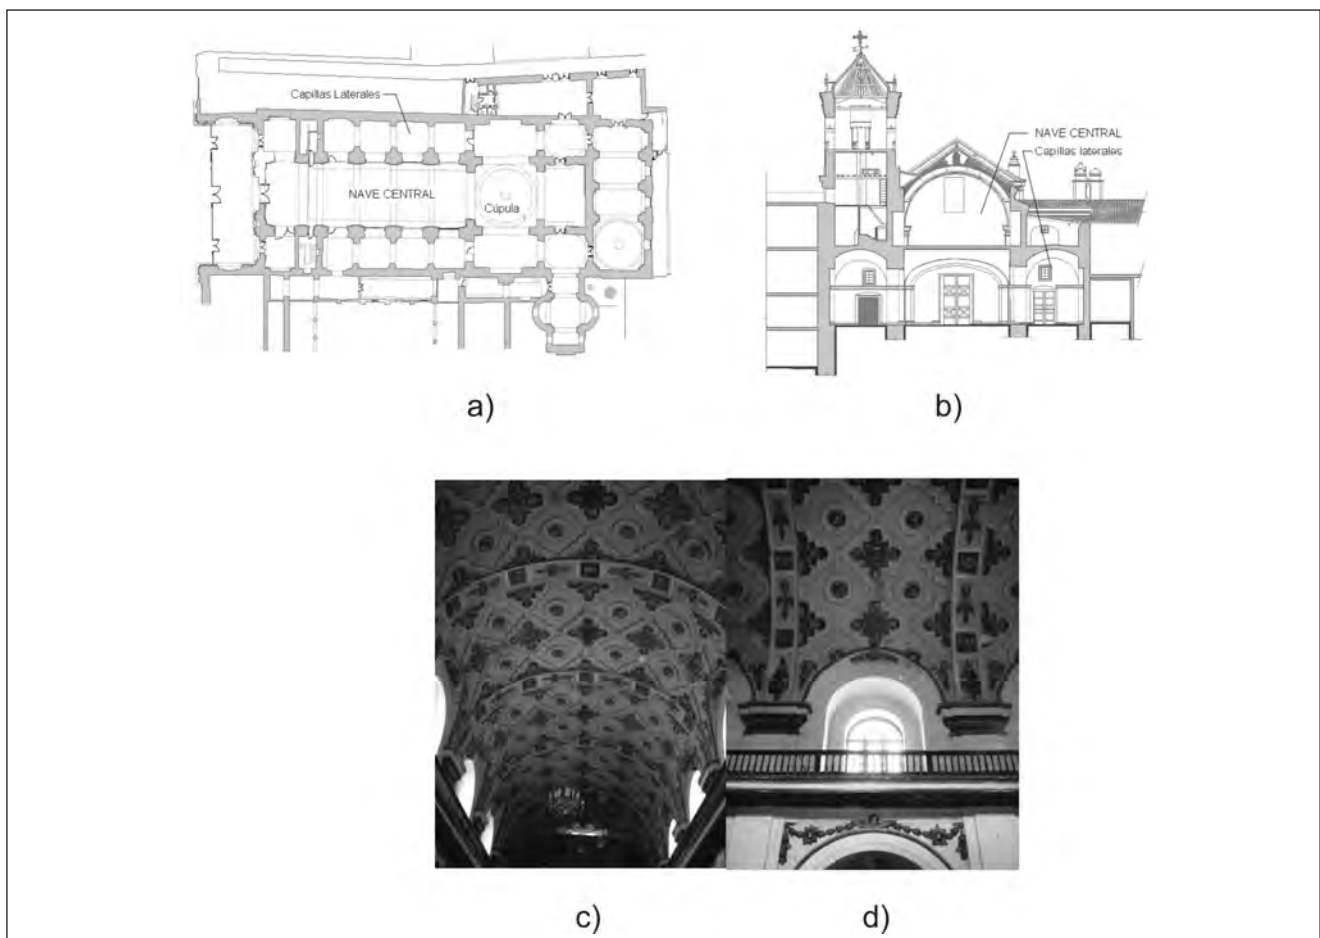 Capillas Laterales
NAVE CENTRAL
Cúpula
NAVE CENTRAL
Capillas laterales
a)
b)
c)
d)